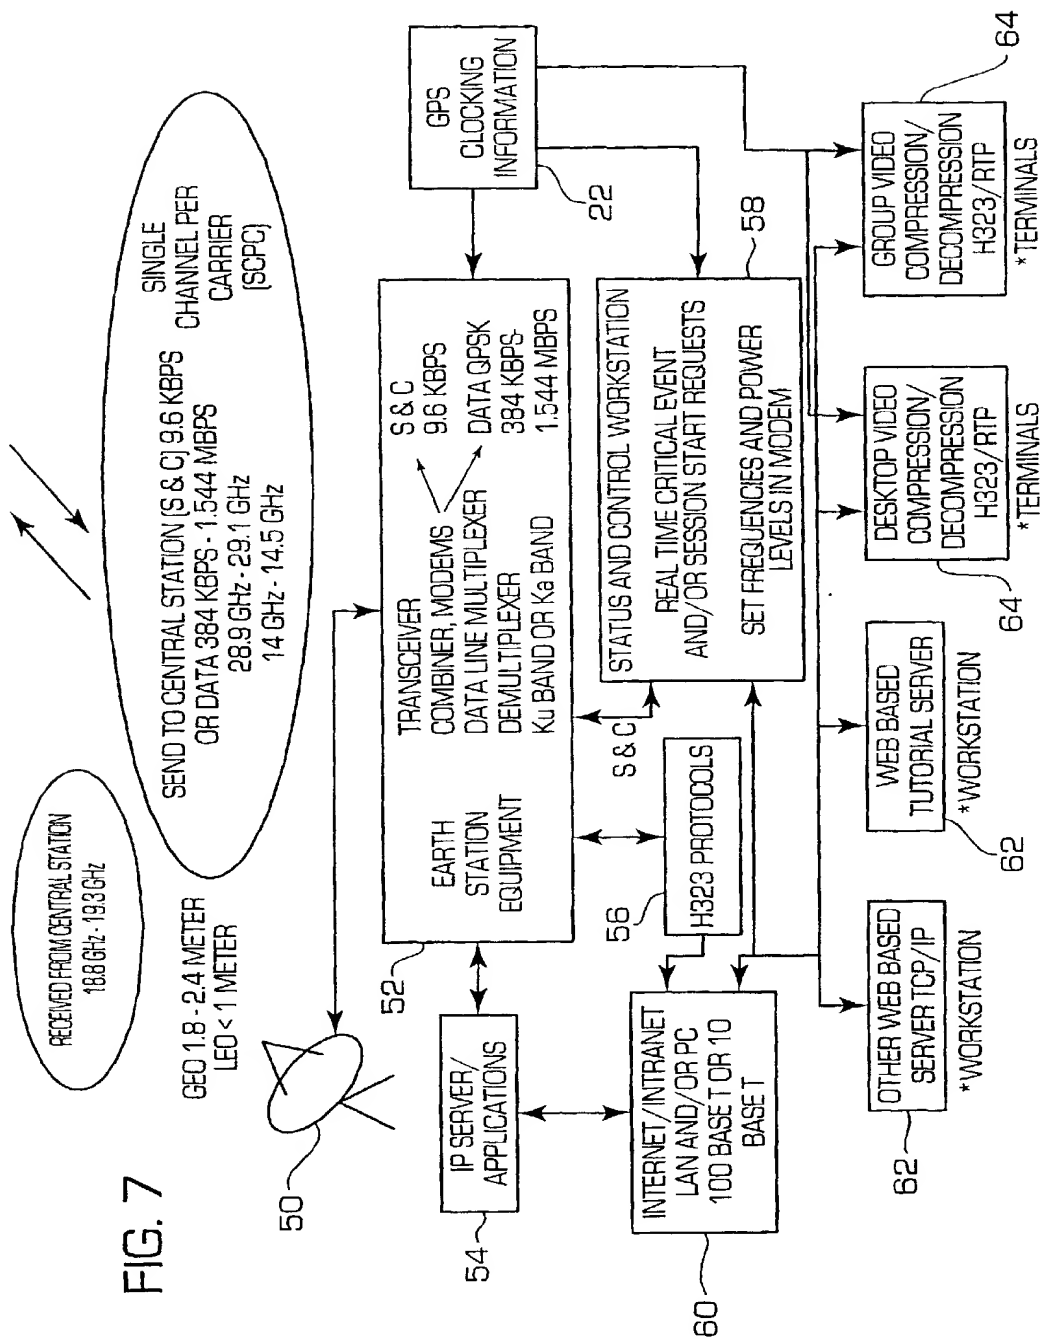 FIG. 7
RECEIVED FROM CENTRAL STATION
18.8 GHz - 19.3 GHz
SEND TO CENTRAL STATION (S & C) 9.6 KBPS
OR DATA 384 KBPS - 1.544 MBPS
28.9 GHz - 29.1 GHz
14 GHz - 14.5 GHz
SINGLE
CHANNEL PER
CARRIER
(SCPC)
GEO 1.8 - 2.4 METER
LEO < 1 METER
50
52
EARTH
STATION
EQUIPMENT
TRANSCEIVER
COMBINER, MODEMS
DATA LINE MULTIPLEXER
DEMULTIPLEXER
Ku BAND OR Ka BAND
S & C
9.6 KBPS
DATA QPSK
384 KBPS-
1.544 MBPS
GPS
CLOCKING
INFORMATION
22
IP SERVER/
APPLICATIONS
54
S & C
56
H323 PROTOCOLS
STATUS AND CONTROL WORKSTATION
REAL TIME CRITICAL EVENT
AND/OR SESSION START REQUESTS
SET FREQUENCIES AND POWER
LEVELS IN MODEM
58
INTERNET/INTRANET
LAN AND/OR PC
100 BASE T OR 10
BASE T
60
OTHER WEB BASED
SERVER TCP/IP
*WORKSTATION
62
WEB BASED
TUTORIAL SERVER
*WORKSTATION
62
DESKTOP VIDEO
COMPRESSION/
DECOMPRESSION
H323/RTP
*TERMINALS
64
GROUP VIDEO
COMPRESSION/
DECOMPRESSION
H323/RTP
*TERMINALS
64